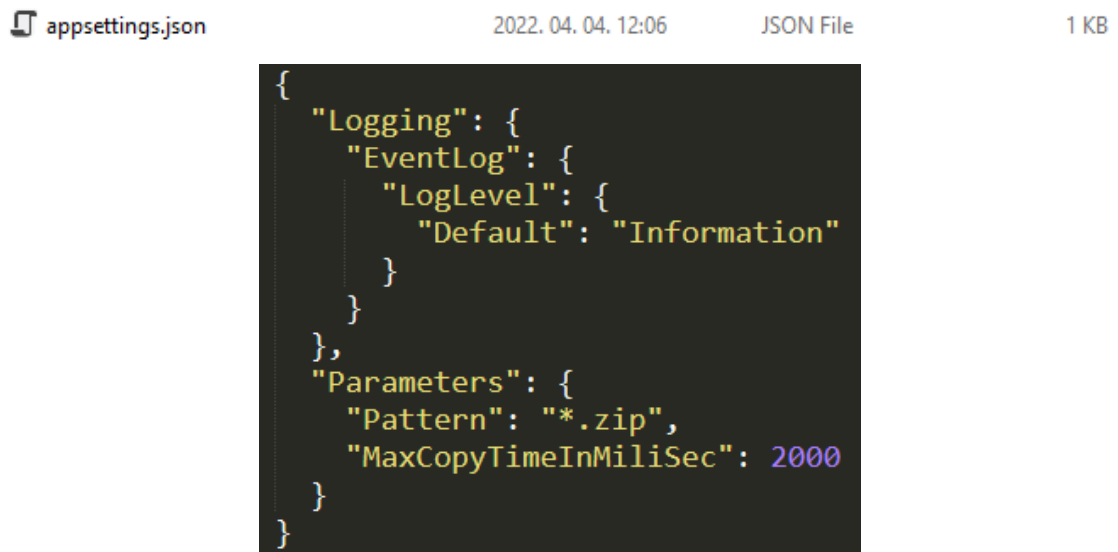 appsettings.json 2022. 04. 04. 12:06 JSON File 1 KB
{
  "Logging": {
    "EventLog": {
      "LogLevel": {
        "Default": "Information"
      }
    }
  },
  "Parameters": {
    "Pattern": "*.zip",
    "MaxCopyTimeInMiliSec": 2000
  }
}